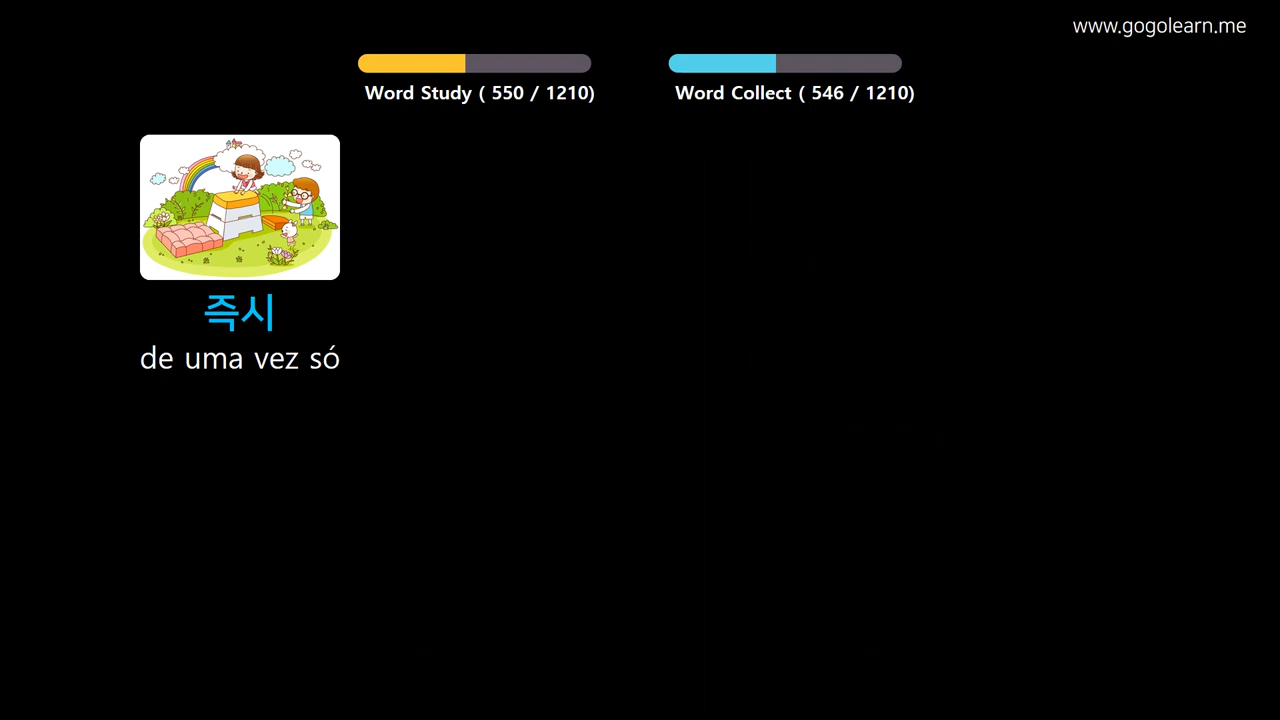 www.gogolearn.me
Word Study ( 550 / 1210)
Word Collect ( 546 / 1210)
즉시
de uma vez só